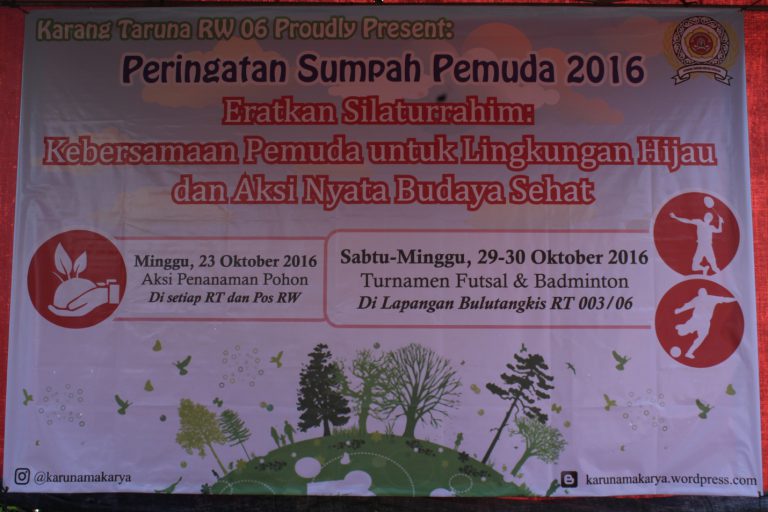 Karang Taruna RW 06 Proudly Present:
Peringatan Sumpah Pemuda 2016
Eratkan Silaturrahim:
Kebersamaan Pemuda untuk Lingkungan Hijau
dan Aksi Nyata Budaya Sehat
Minggu, 23 Oktober 2016
Aksi Penanaman Pohon
Di setiap RT dan Pos RW
Sabtu-Minggu, 29-30 Oktober 2016
Turnamen Futsal & Badminton
Di Lapangan Bulutangkis RT 003/06
@karunamakarya
karunamakarya.wordpress.com